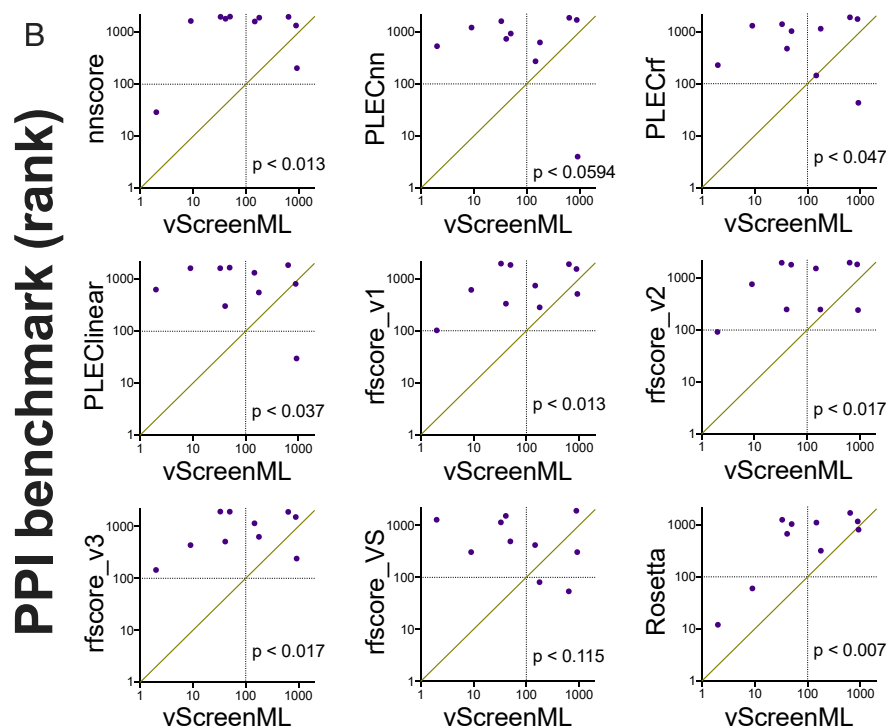 B
PPI benchmark (rank)
nnscore
1000
100
10
1
p < 0.013
1 10 100 1000
vScreenML
PLECnn
1000
100
10
1
p < 0.0594
1 10 100 1000
vScreenML
PLECrf
1000
100
10
1
p < 0.047
1 10 100 1000
vScreenML
PLEClinear
1000
100
10
1
p < 0.037
1 10 100 1000
vScreenML
rfscore_v1
1000
100
10
1
p < 0.013
1 10 100 1000
vScreenML
rfscore_v2
1000
100
10
1
p < 0.017
1 10 100 1000
vScreenML
rfscore_v3
1000
100
10
1
p < 0.017
1 10 100 1000
vScreenML
rfscore_VS
1000
100
10
1
p < 0.115
1 10 100 1000
vScreenML
Rosetta
1000
100
10
1
p < 0.007
1 10 100 1000
vScreenML